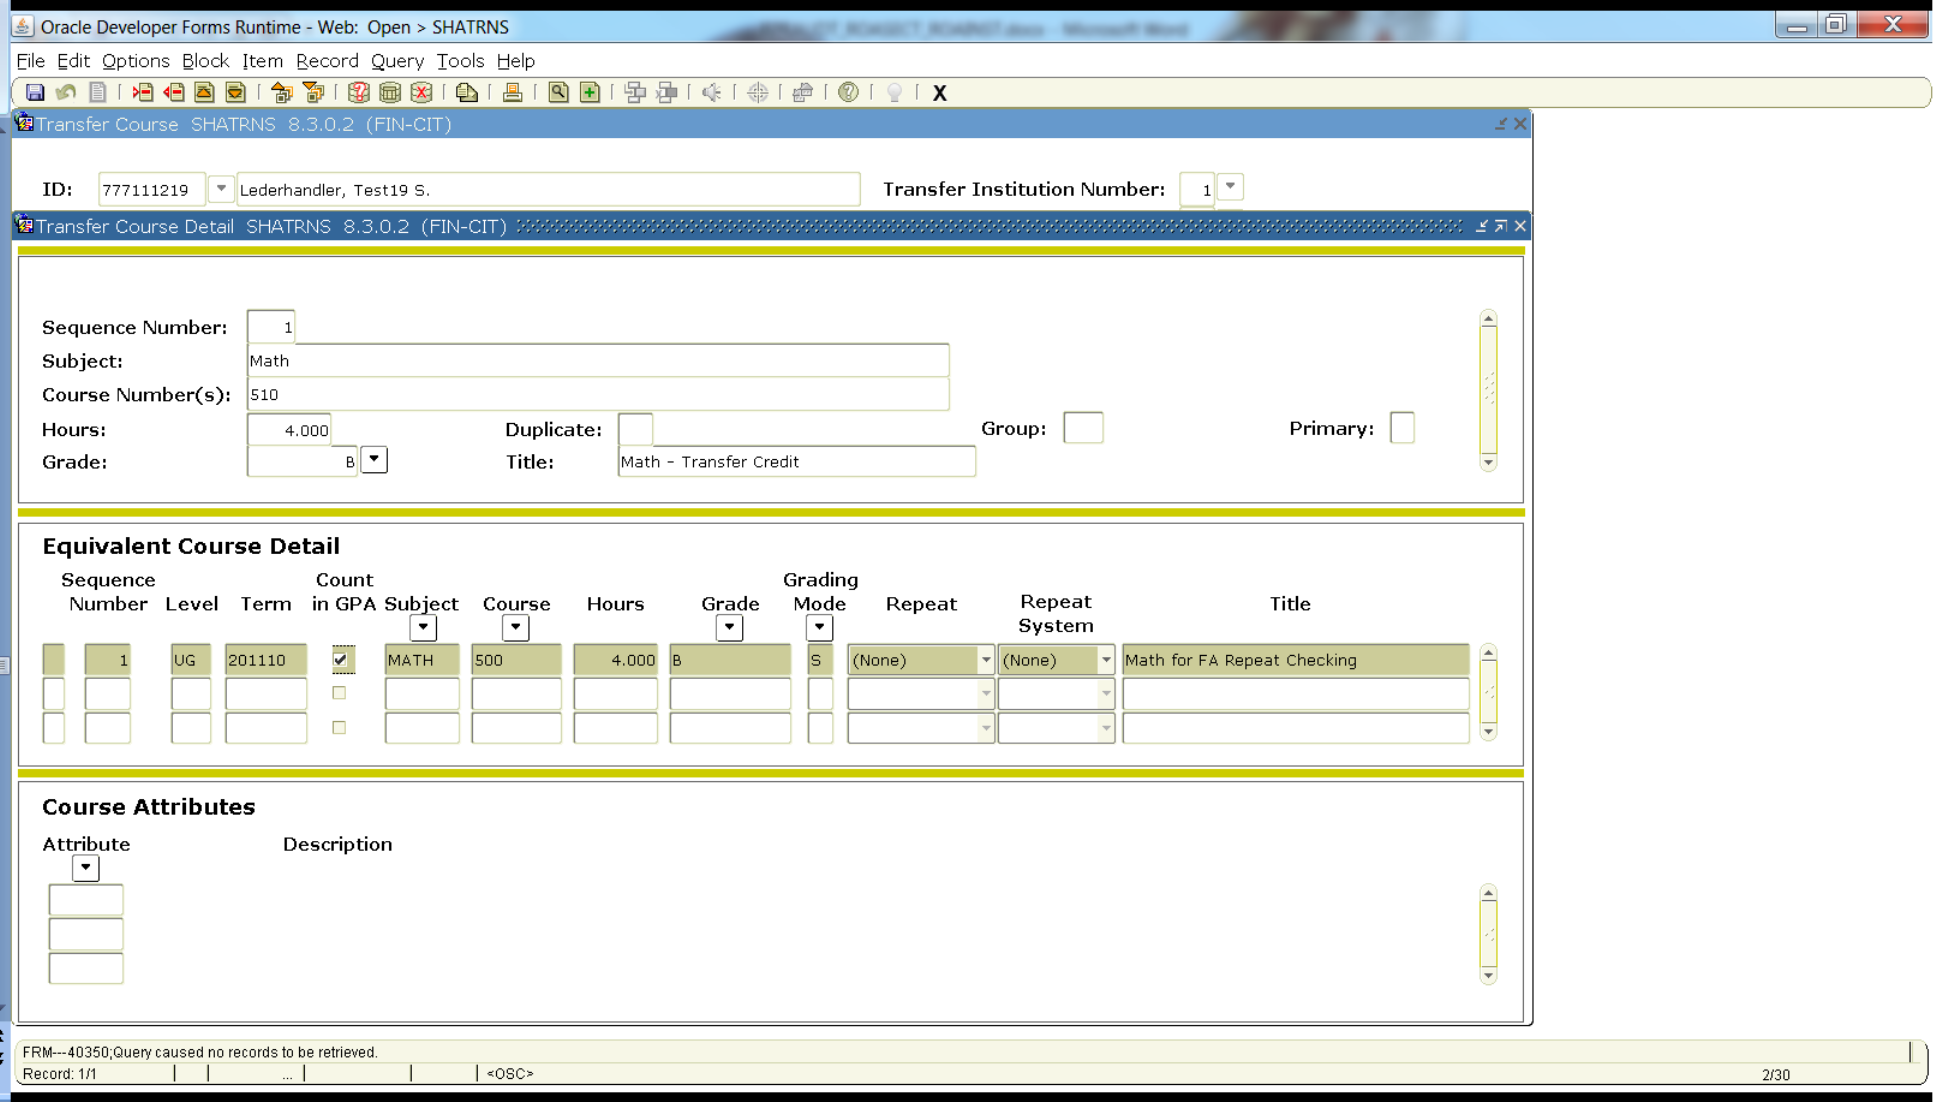 Oracle Developer Forms Runtime - Web: Open > SHATRNS
File Edit Options Block Item Record Query Tools Help
X
Transfer Course SHATRNS 8.3.0.2 (FIN-CIT)
ID: 777111219 Lederhandler, Test19 S. Transfer Institution Number: 1
Transfer Course Detail SHATRNS 8.3.0.2 (FIN-CIT)
Sequence Number: 1
Subject: Math
Course Number(s): 510
Hours: 4.000 Duplicate: Group: Primary:
Grade: B Title: Math - Transfer Credit
Equivalent Course Detail
Sequence Count Grading
Number Level Term in GPA Subject Course Hours Grade Mode Repeat Repeat Title
System
1 UG 201110 MATH 500 4.000 B S (None) (None) Math for FA Repeat Checking
Course Attributes
Attribute Description
FRM---40350;Query caused no records to be retrieved.
Record: 1/1 ... <OSC> 2/30